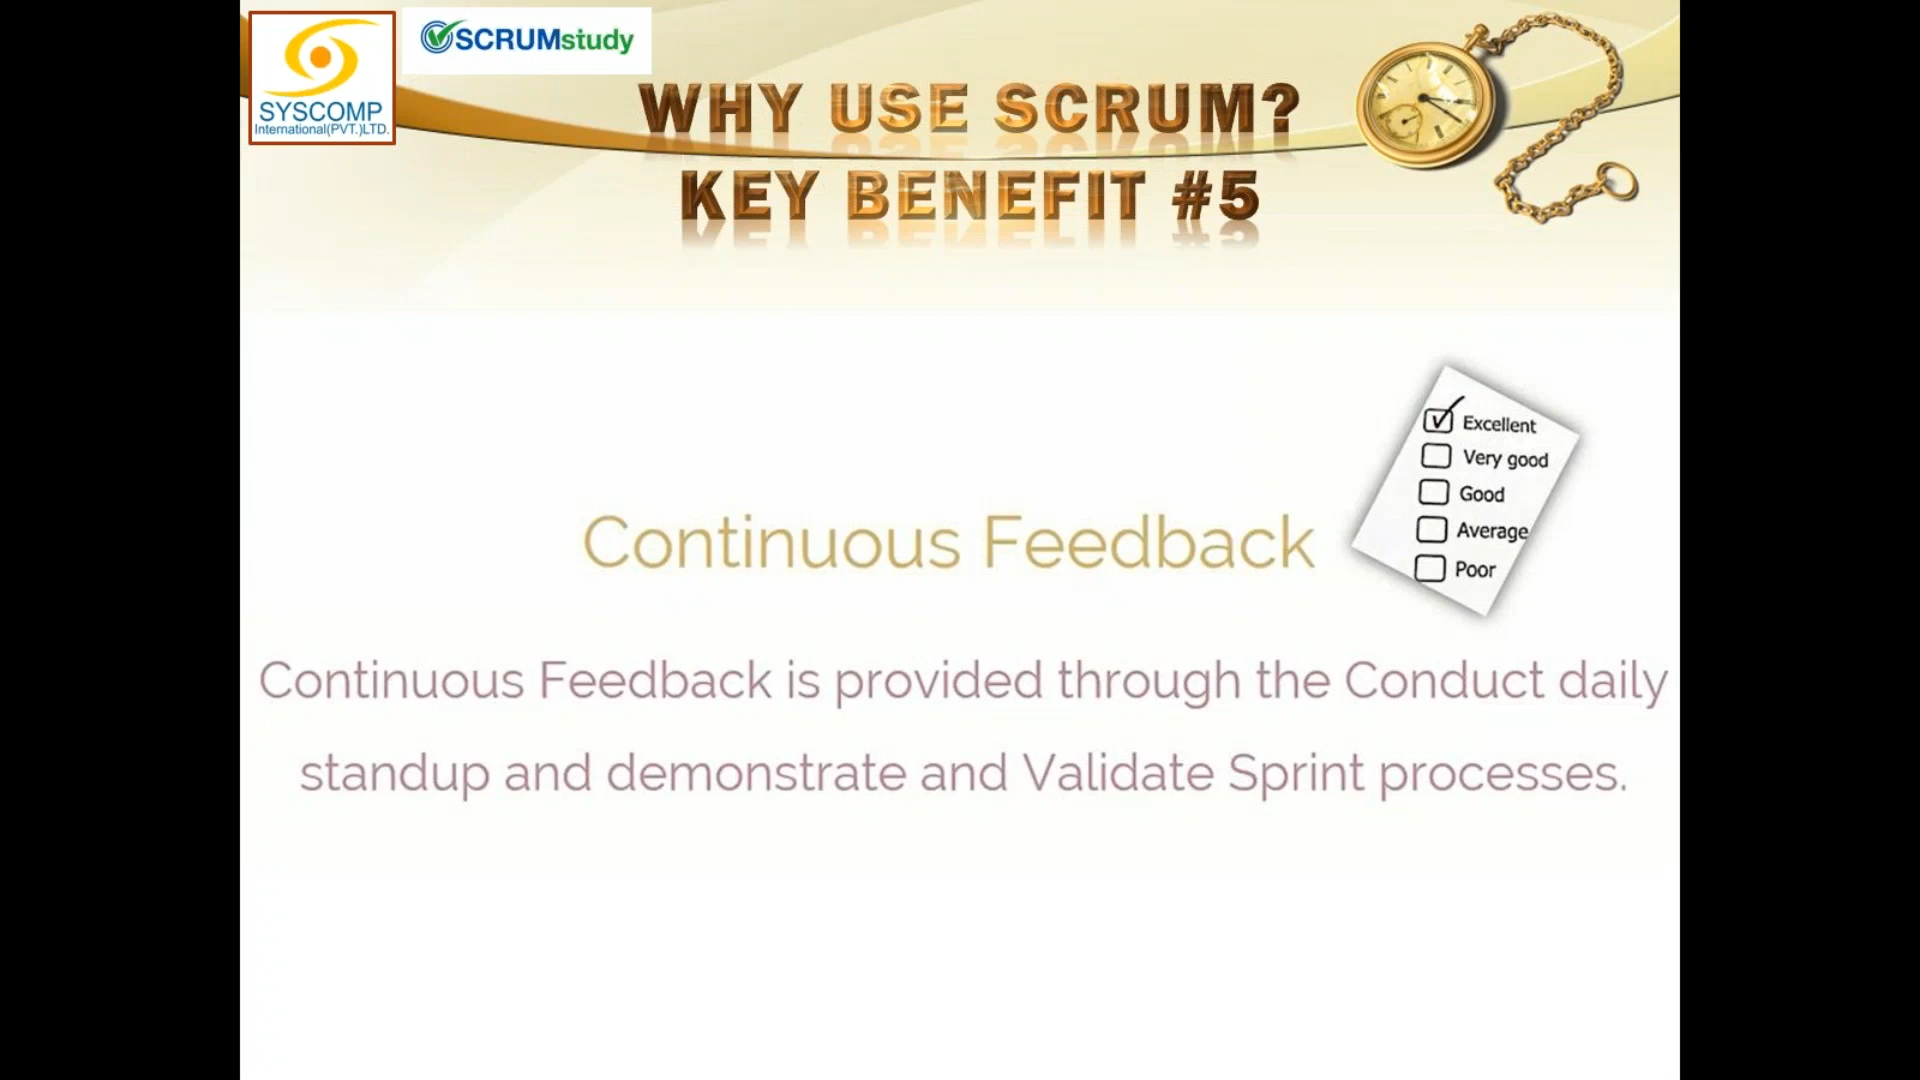 SYSCOMP
International(PVT.)LTD.
SCRUMstudy
WHY USE SCRUM?
KEY BENEFIT #5
Excellent
Very good
Good
Average
Poor
Continuous Feedback
Continuous Feedback is provided through the Conduct daily
standup and demonstrate and Validate Sprint processes.